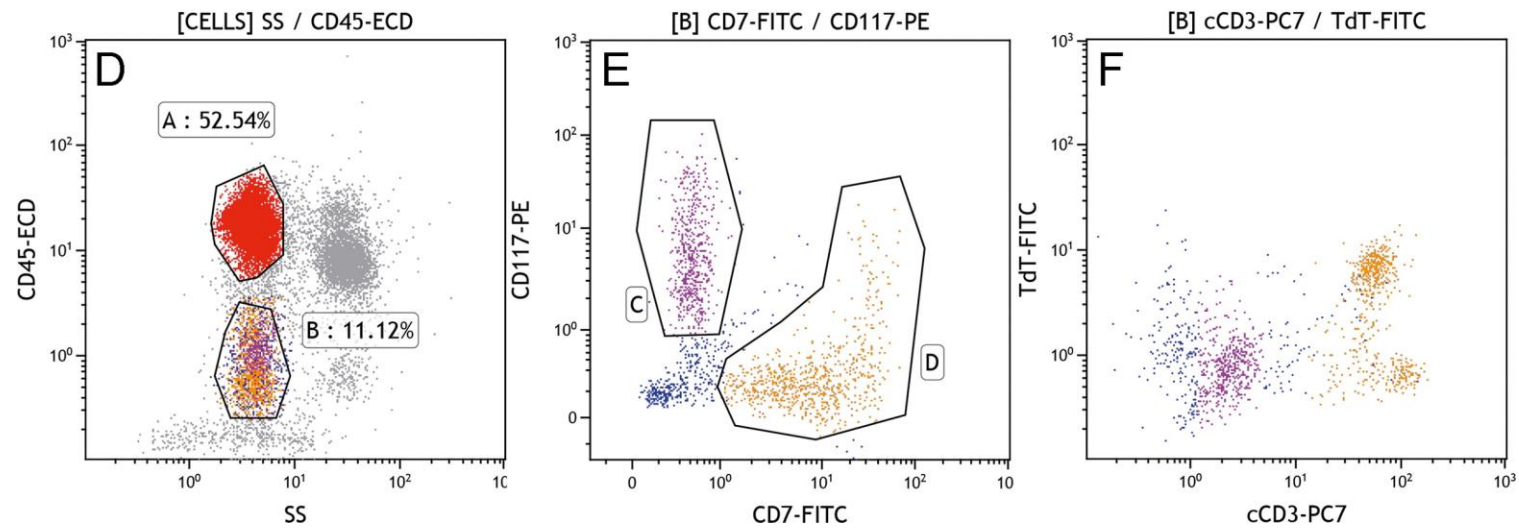 [CELLS] SS / CD45-ECD
D
A : 52.54%
B : 11.12%
10³
10²
10¹
10⁰
CD45-ECD
10⁰
10¹
10²
10
SS
[B] CD7-FITC / CD117-PE
E
C
D
10³
10²
10¹
10⁰
0
CD117-PE
0
10⁰
10¹
10²
10³
CD7-FITC
[B] cCD3-PC7 / TdT-FITC
F
10³
10²
10¹
10⁰
TdT-FITC
10⁰
10¹
10²
10³
cCD3-PC7